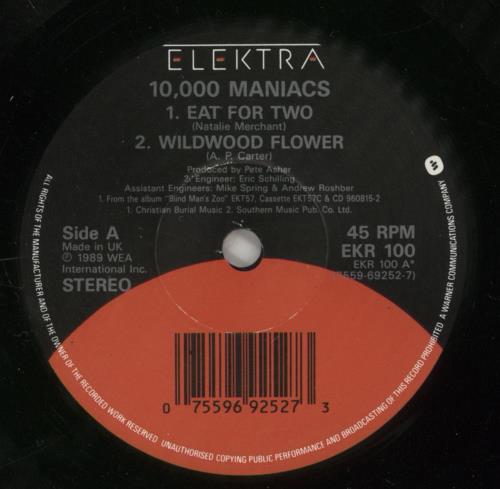 ELEKTRA
10,000 MANIACS
1. EAT FOR TWO
(Natalie Merchant)
2. WILDWOOD FLOWER
(A. P. Carter)
Produced by Pete Asher
2. Engineer: Eric Schilling
Assistant Engineers: Mike Spring & Andrew Roshber
1. From the album "Blind Man's Zoo" EKT57, Cassette EKT57C & CD 960815-2
1. Christian Burial Music 2. Southern Music Pub. Co. Ltd.
Side A
Made in UK
℗ 1989 WEA
International Inc.
STEREO
45 RPM
EKR 100
EKR 100 A*
(7559-69252-7)
0 75596 92527 3
ALL RIGHTS OF THE MANUFACTURER AND OF THE OWNER OF THE RECORDED WORK RESERVED UNAUTHORISED COPYING PUBLIC PERFORMANCE AND BROADCASTING OF THIS RECORD PROHIBITED A WARNER COMMUNICATIONS COMPANY